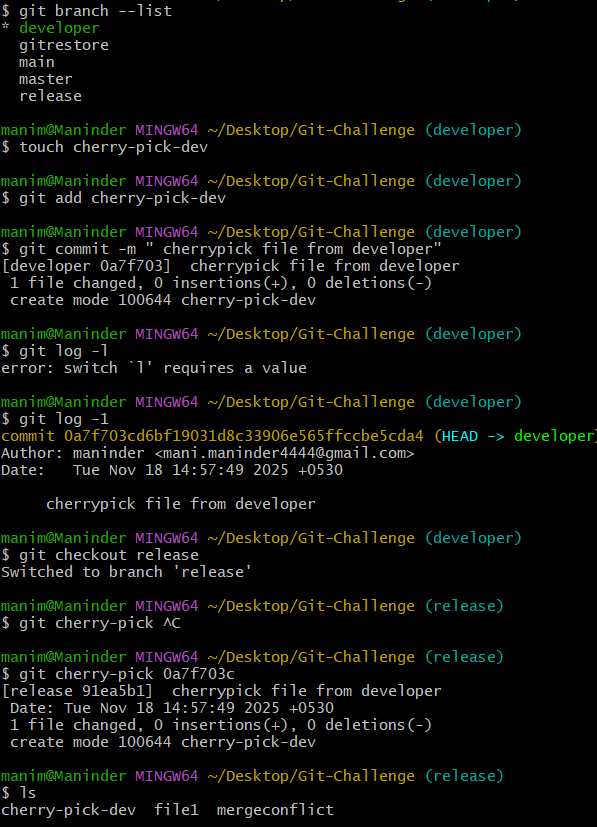 $ git branch --list
* developer
  gitrestore
  main
  master
  release
manim@Maninder MINGW64 ~/Desktop/Git-Challenge (developer)
$ touch cherry-pick-dev
manim@Maninder MINGW64 ~/Desktop/Git-Challenge (developer)
$ git add cherry-pick-dev
manim@Maninder MINGW64 ~/Desktop/Git-Challenge (developer)
$ git commit -m " cherrypick file from developer"
[developer 0a7f703]  cherrypick file from developer
 1 file changed, 0 insertions(+), 0 deletions(-)
 create mode 100644 cherry-pick-dev
manim@Maninder MINGW64 ~/Desktop/Git-Challenge (developer)
$ git log -l
error: switch `l' requires a value
manim@Maninder MINGW64 ~/Desktop/Git-Challenge (developer)
$ git log -1
commit 0a7f703cd6bf19031d8c33906e565ffccbe5cda4 (HEAD -> developer)
Author: maninder <mani.maninder4444@gmail.com>
Date:   Tue Nov 18 14:57:49 2025 +0530
     cherrypick file from developer
manim@Maninder MINGW64 ~/Desktop/Git-Challenge (developer)
$ git checkout release
Switched to branch 'release'
manim@Maninder MINGW64 ~/Desktop/Git-Challenge (release)
$ git cherry-pick ^C
manim@Maninder MINGW64 ~/Desktop/Git-Challenge (release)
$ git cherry-pick 0a7f703c
[release 91ea5b1]  cherrypick file from developer
 Date: Tue Nov 18 14:57:49 2025 +0530
 1 file changed, 0 insertions(+), 0 deletions(-)
 create mode 100644 cherry-pick-dev
manim@Maninder MINGW64 ~/Desktop/Git-Challenge (release)
$ ls
cherry-pick-dev  file1  mergeconflict